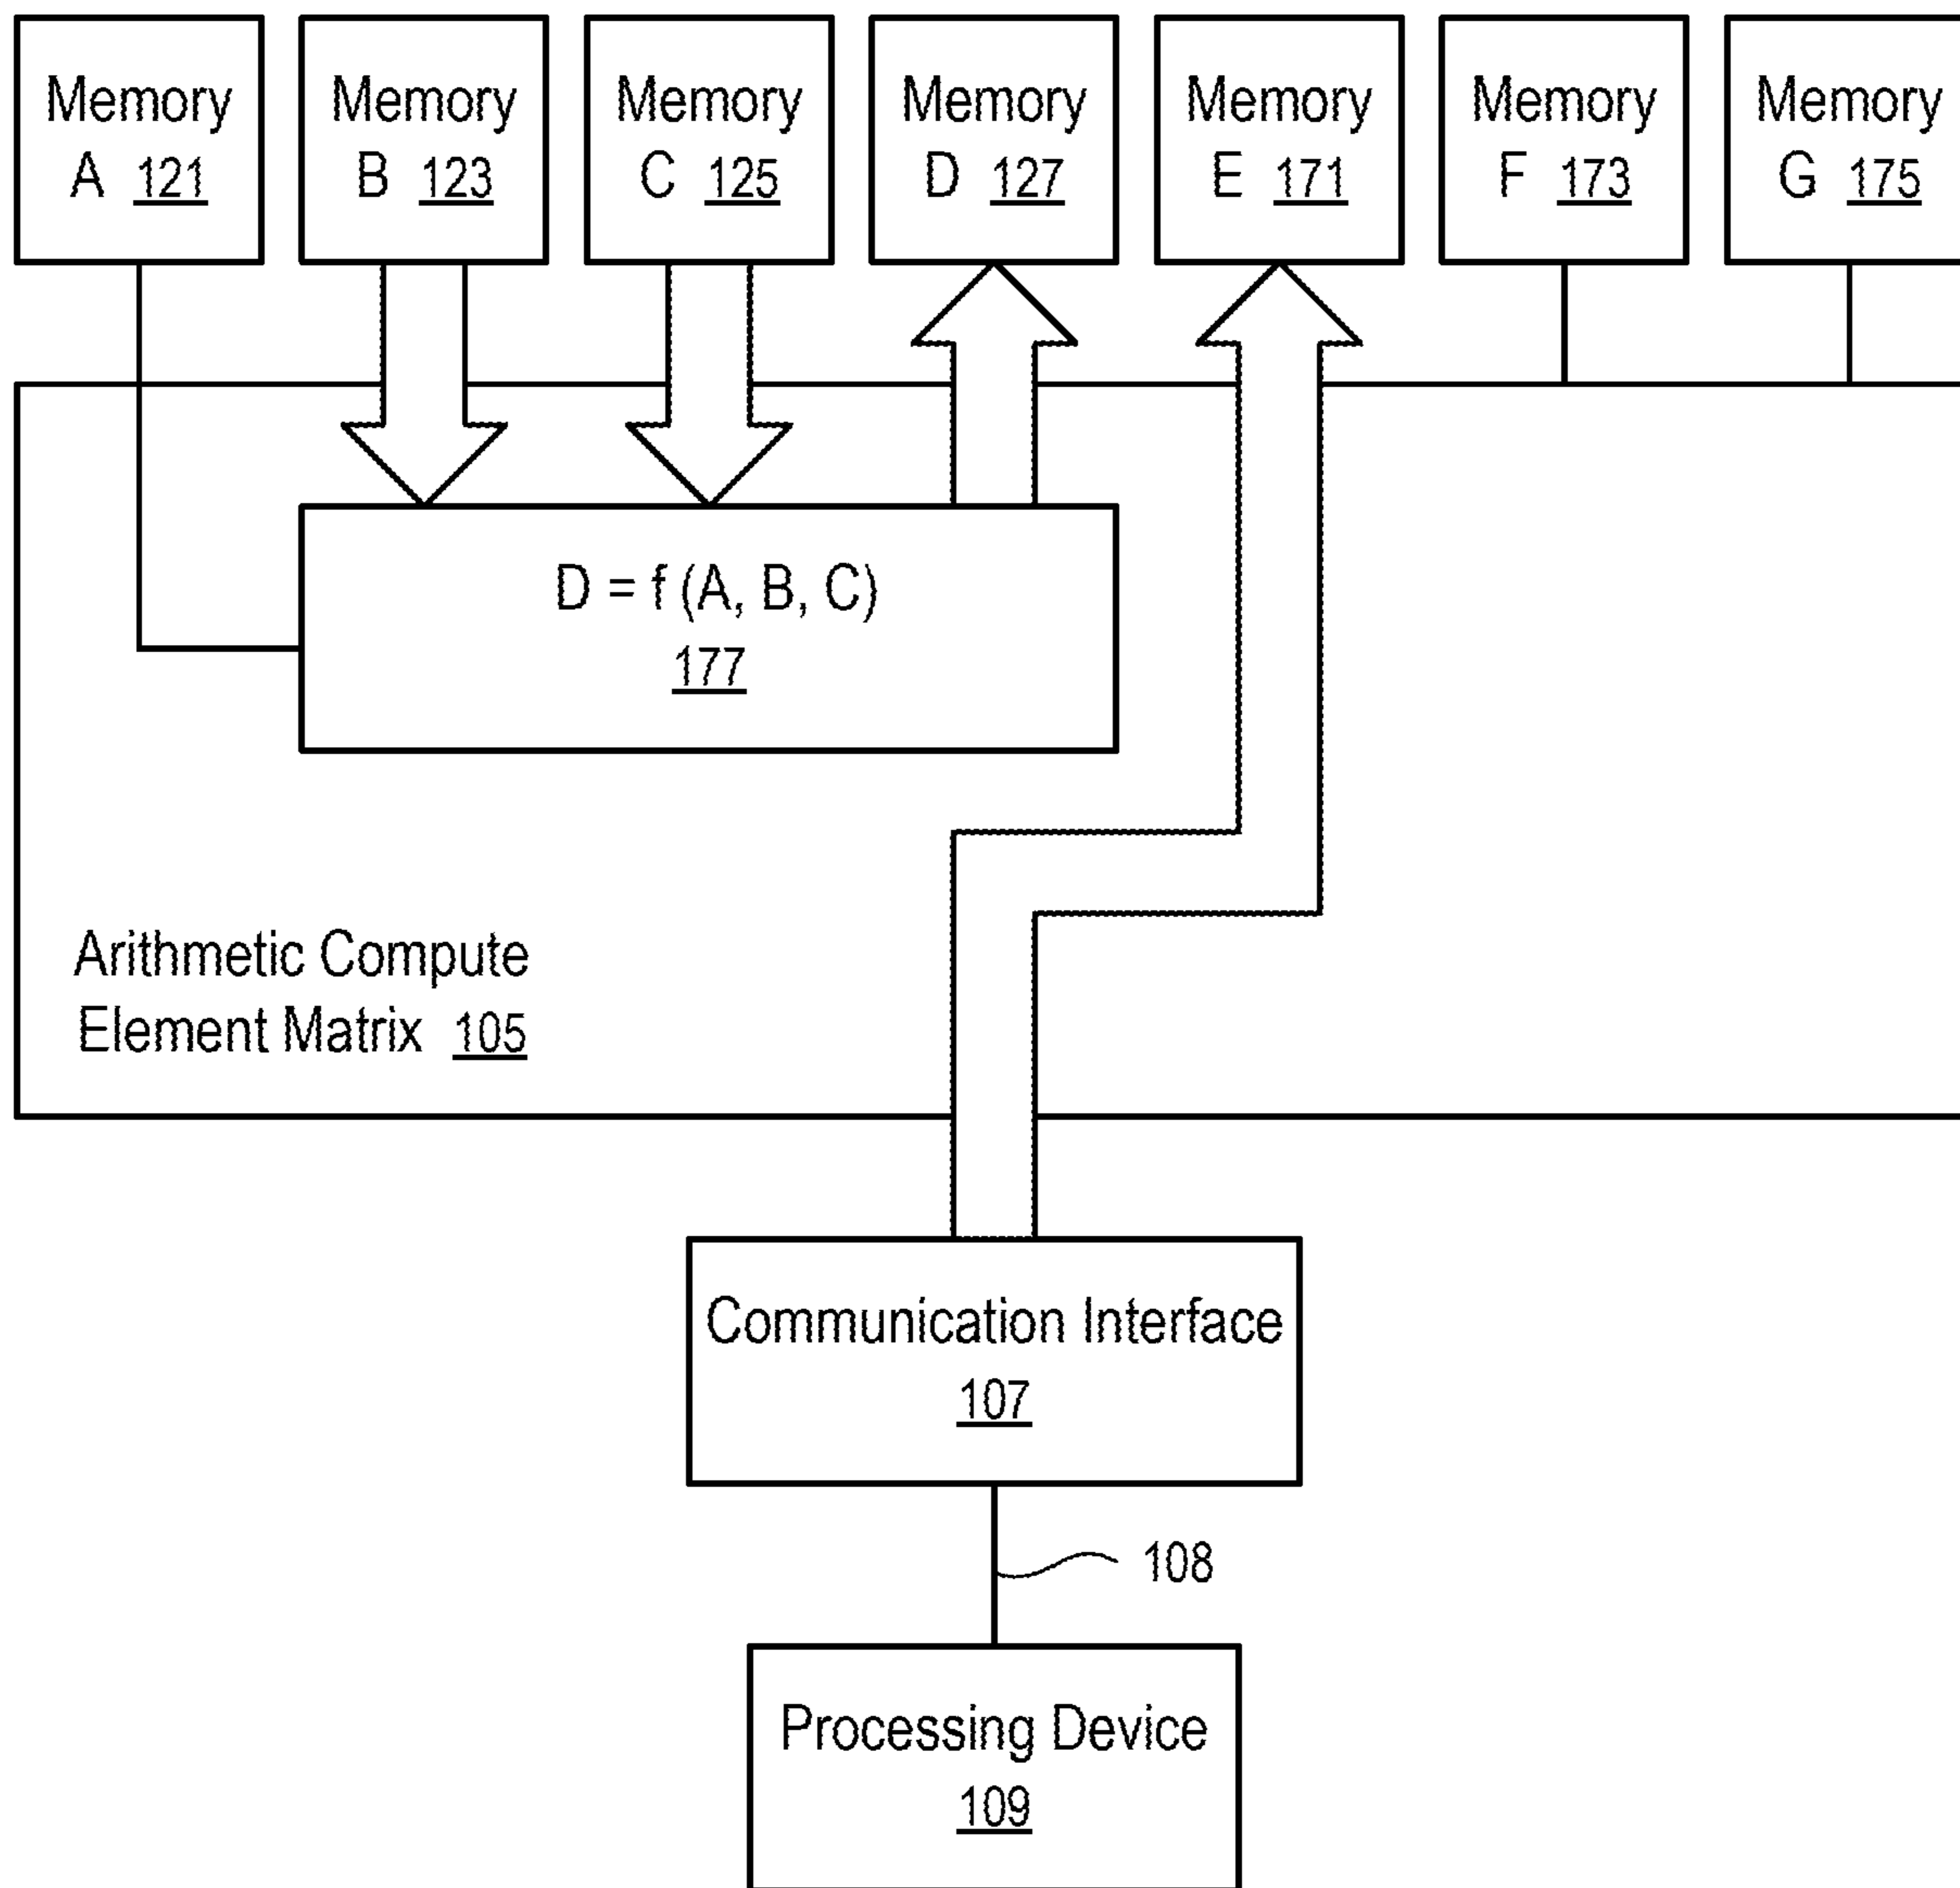 Memory
A 121
Memory
B 123
Memory
C 125
Memory
D 127
Memory
E 171
Memory
F 173
Memory
G 175
D = f (A, B, C)
177
Arithmetic Compute
Element Matrix 105
Communication Interface
107
108
Processing Device
109